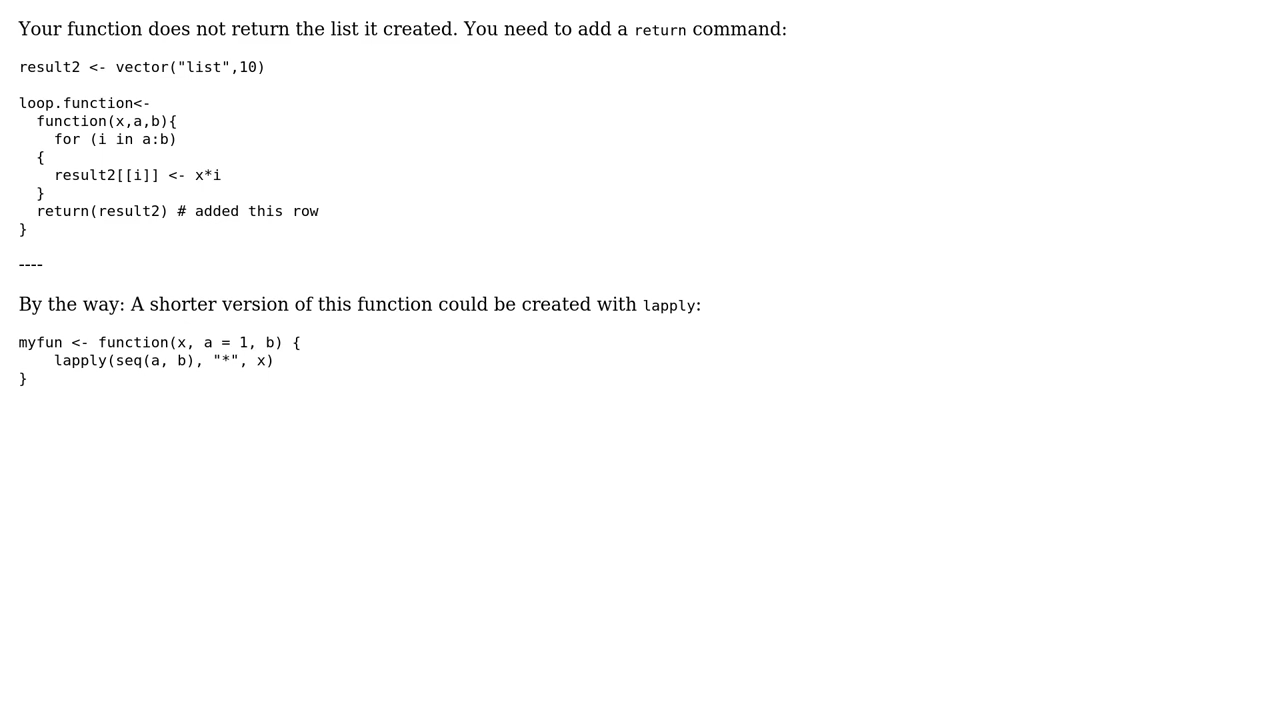 Your function does not return the list it created. You need to add a return command:
result2 <- vector("list",10)
loop.function<-
  function(x,a,b){
    for (i in a:b)
  {
    result2[[i]] <- x*i
  }
  return(result2) # added this row
}
----
By the way: A shorter version of this function could be created with lapply:
myfun <- function(x, a = 1, b) {
    lapply(seq(a, b), "*", x)
}